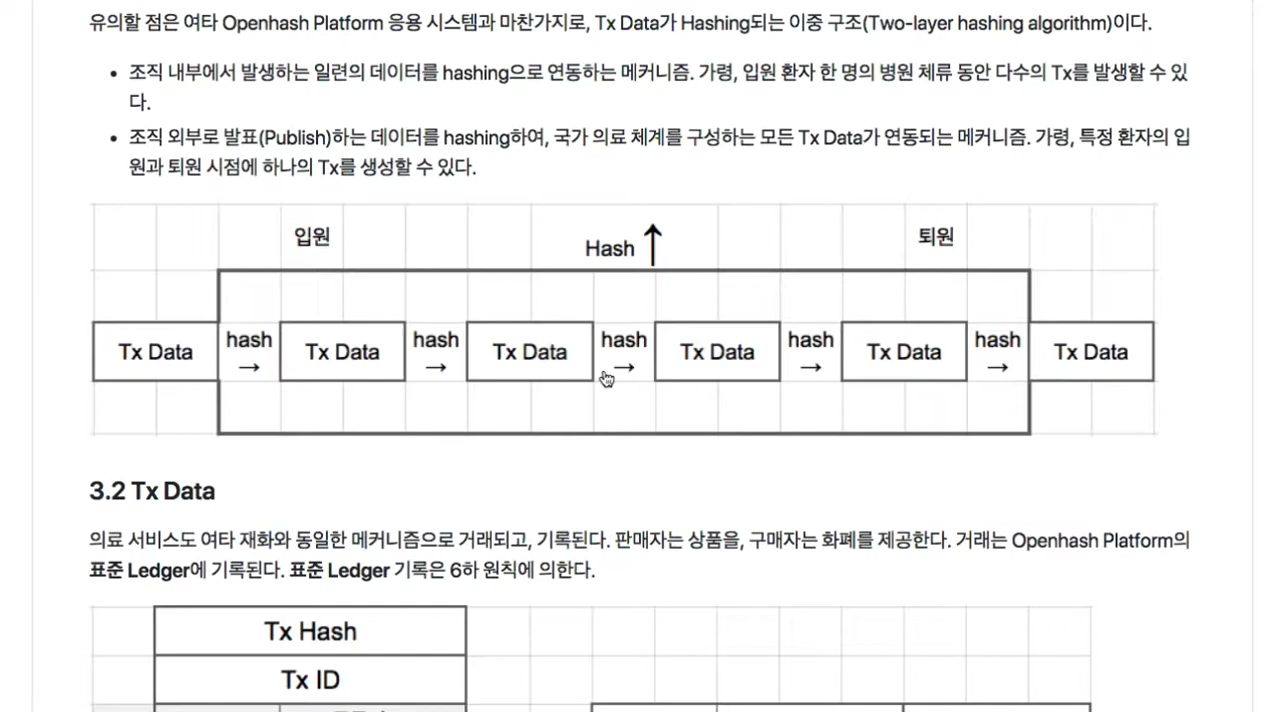 유의할 점은 여타 Openhash Platform 응용 시스템과 마찬가지로, Tx Data가 Hashing되는 이중 구조(Two-layer hashing algorithm)이다.
• 조직 내부에서 발생하는 일련의 데이터를 hashing으로 연동하는 메커니즘. 가령, 입원 환자 한 명의 병원 체류 동안 다수의 Tx를 발생할 수 있
다.
• 조직 외부로 발표(Publish)하는 데이터를 hashing하여, 국가 의료 체계를 구성하는 모든 Tx Data가 연동되는 메커니즘. 가령, 특정 환자의 입
원과 퇴원 시점에 하나의 Tx를 생성할 수 있다.
입원 Hash ↑ 퇴원
hash hash hash hash hash
Tx Data Tx Data Tx Data Tx Data Tx Data Tx Data
→ → → → →
3.2 Tx Data
의료 서비스도 여타 재화와 동일한 메커니즘으로 거래되고, 기록된다. 판매자는 상품을, 구매자는 화폐를 제공한다. 거래는 Openhash Platform의
표준 Ledger에 기록된다. 표준 Ledger 기록은 6하 원칙에 의한다.
Tx Hash
Tx ID